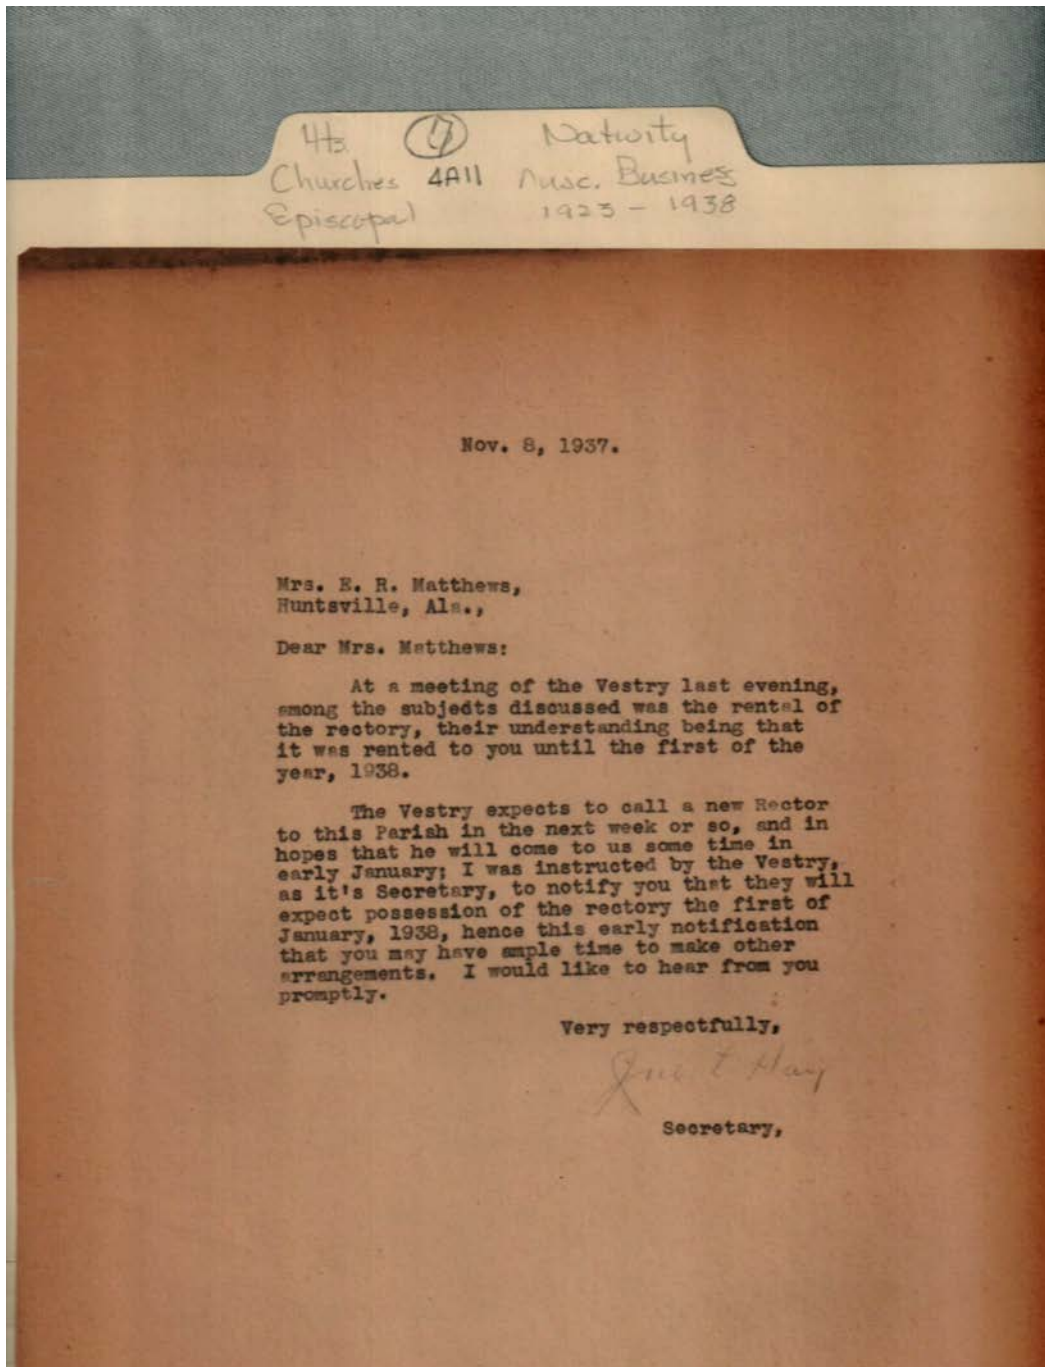 Churches
Episcopal
4A11
Nativity
Business
1923 - 1938
Nov. 8, 1937.
Mrs. E. R. Matthews,
Huntsville, Ala.,
Dear Mrs. Matthews:
At a meeting of the Vestry last evening,
among the subjedts discussed was the rental of
the rectory, their understanding being that
it was rented to you until the first of the
year, 1938.
The Vestry expects to call a new Rector
to this Parish in the next week or so, and in
hopes that he will come to us some time in
early January; I was instructed by the Vestry,
as it's Secretary, to notify you that they will
expect possession of the rectory the first of
January, 1938, hence this early notification
that you may have ample time to make other
arrangements. I would like to hear from you
promptly.
Very respectfully,
Secretary,